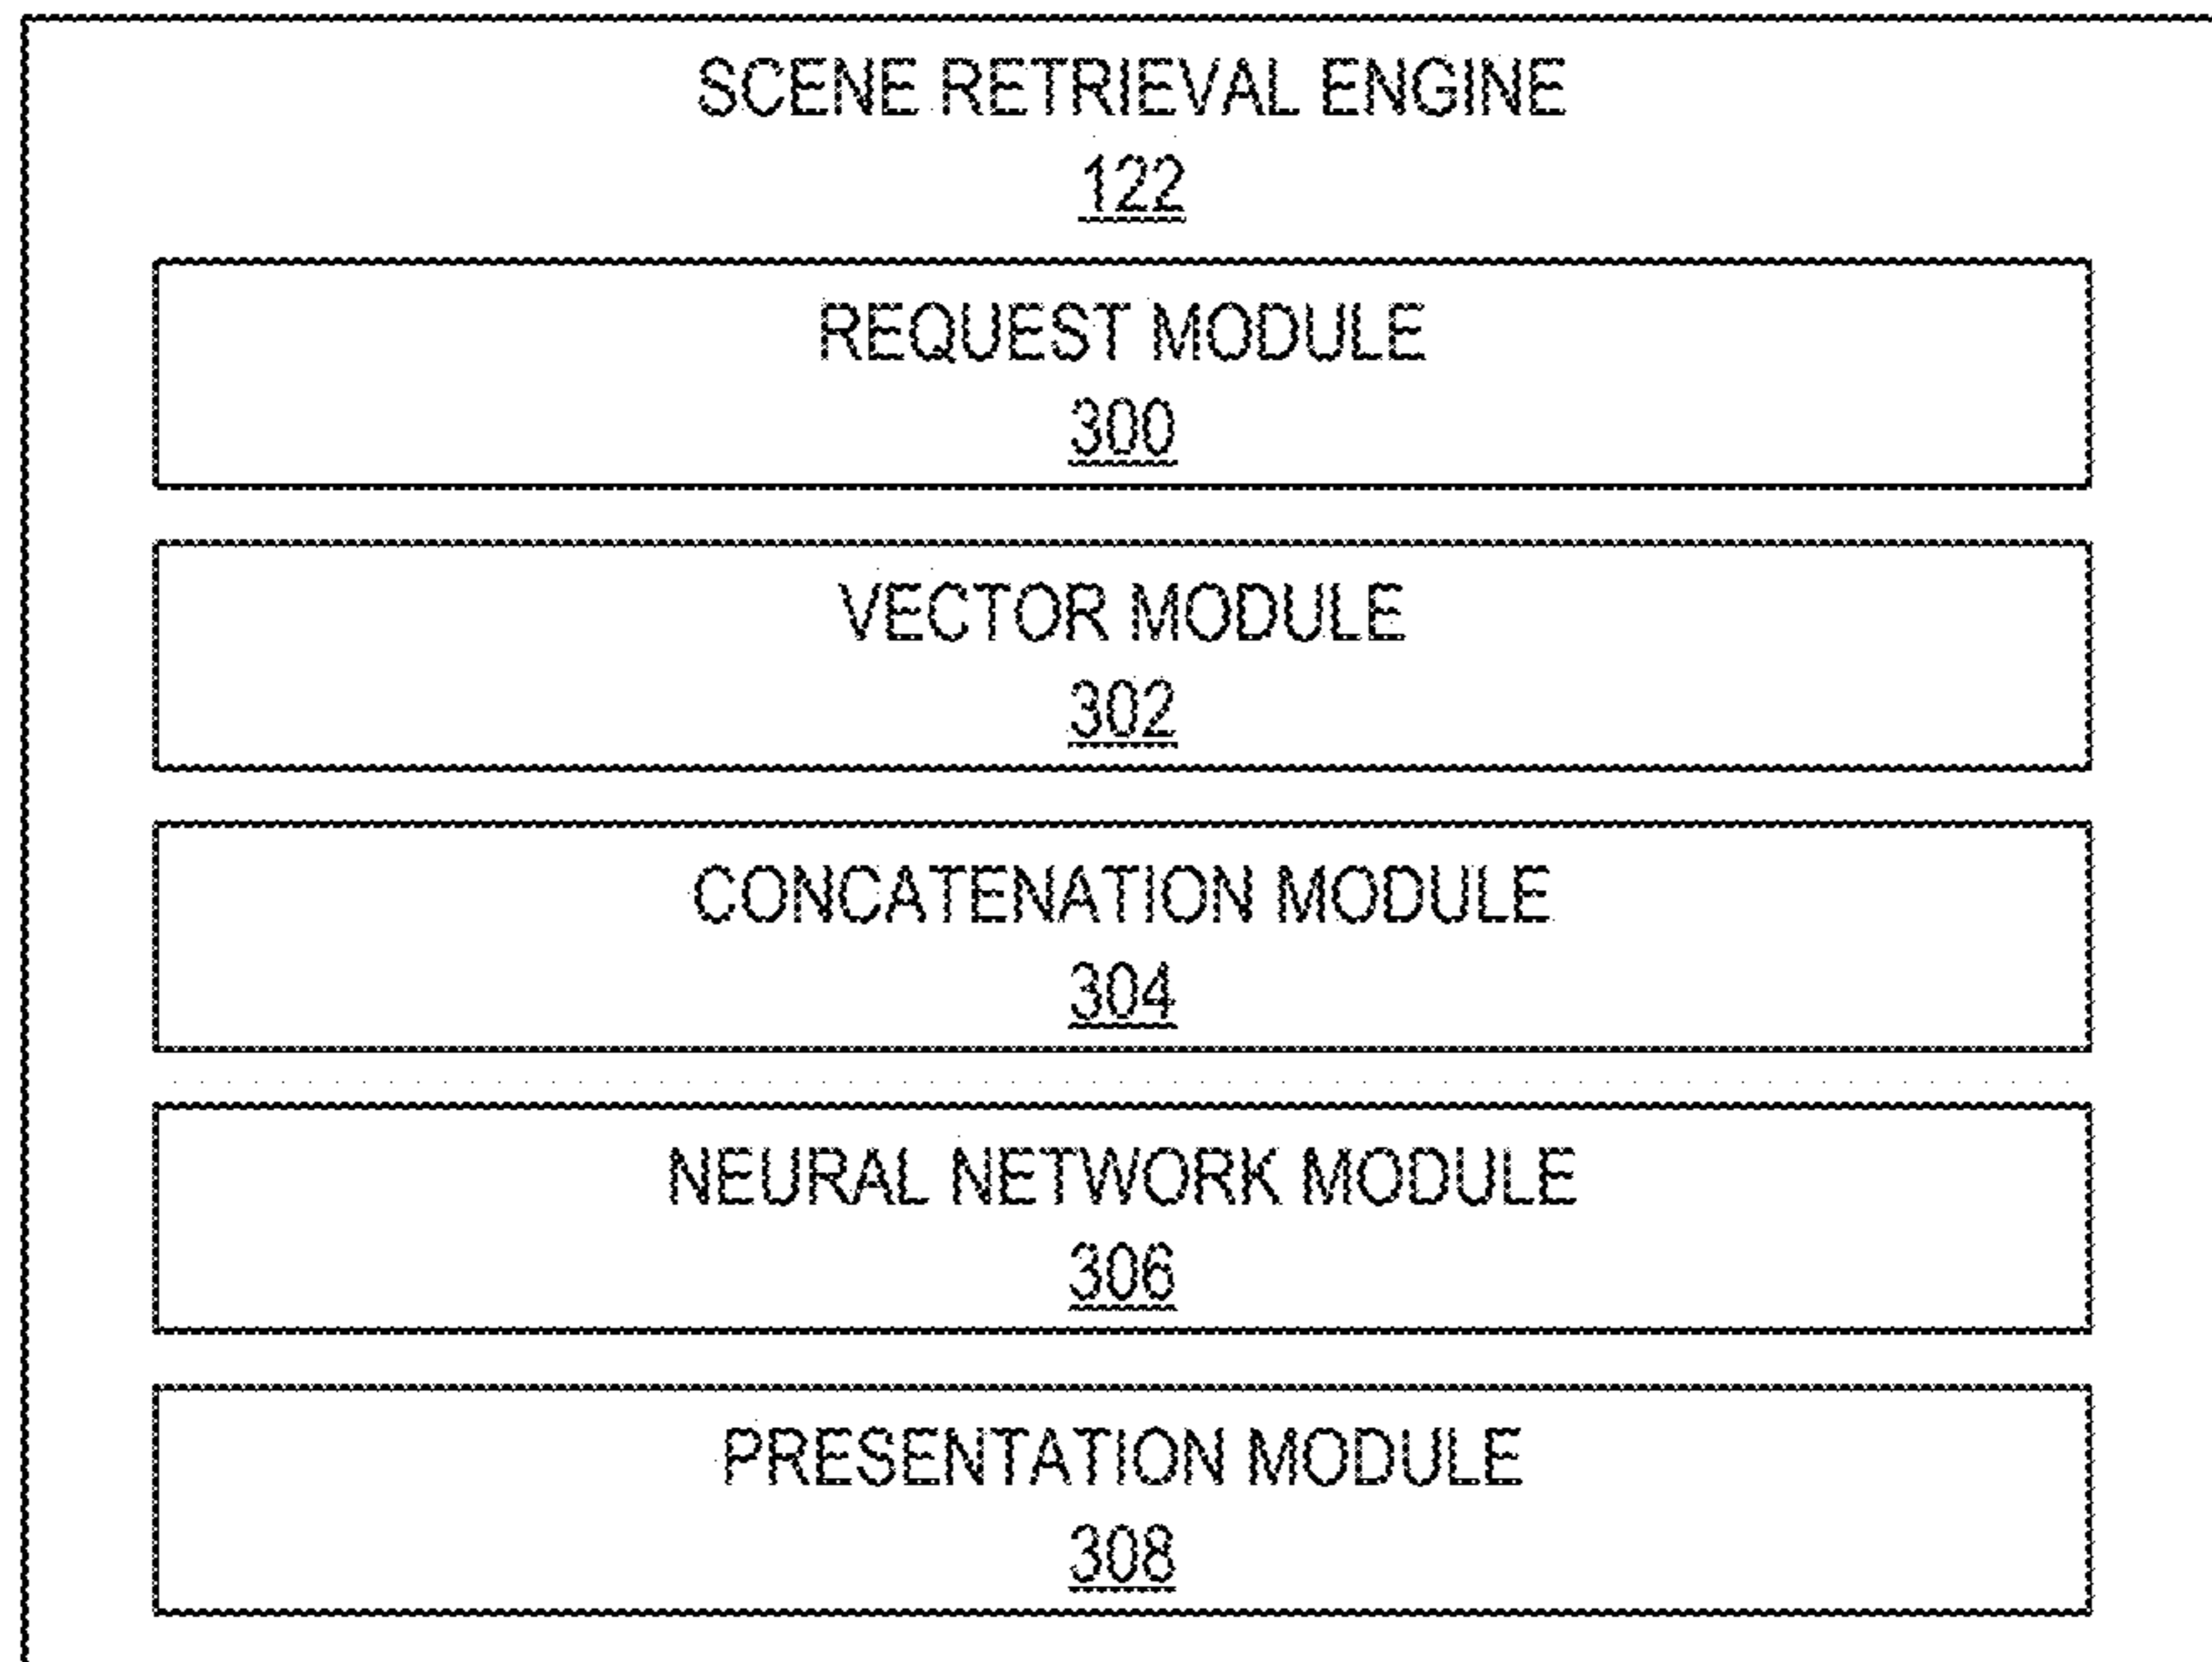 SCENE RETRIEVAL ENGINE
122
REQUEST MODULE
300
VECTOR MODULE
302
CONCATENATION MODULE
304
NEURAL NETWORK MODULE
306
PRESENTATION MODULE
308